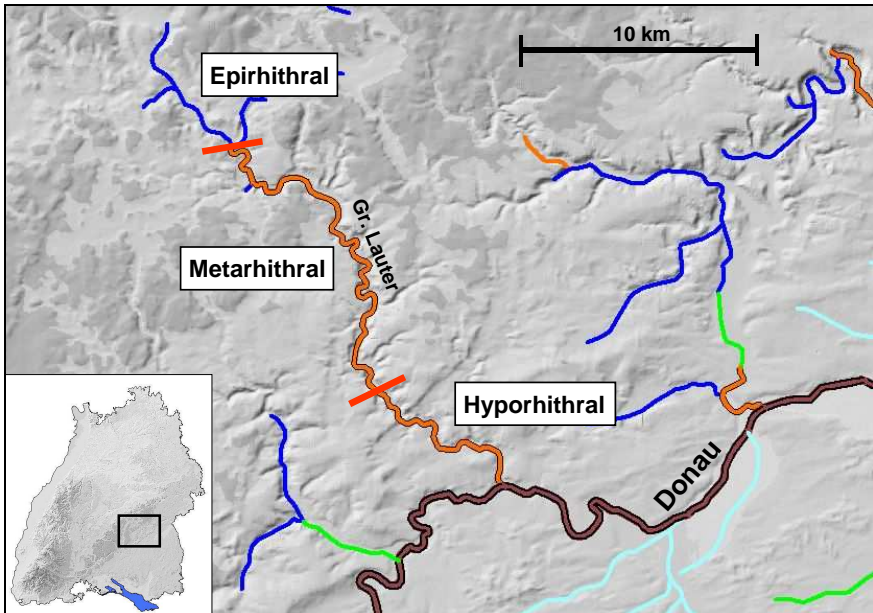 10 km
Epirhithral
Gr. Lauter
Metarhithral
Hyporhithral
Donau